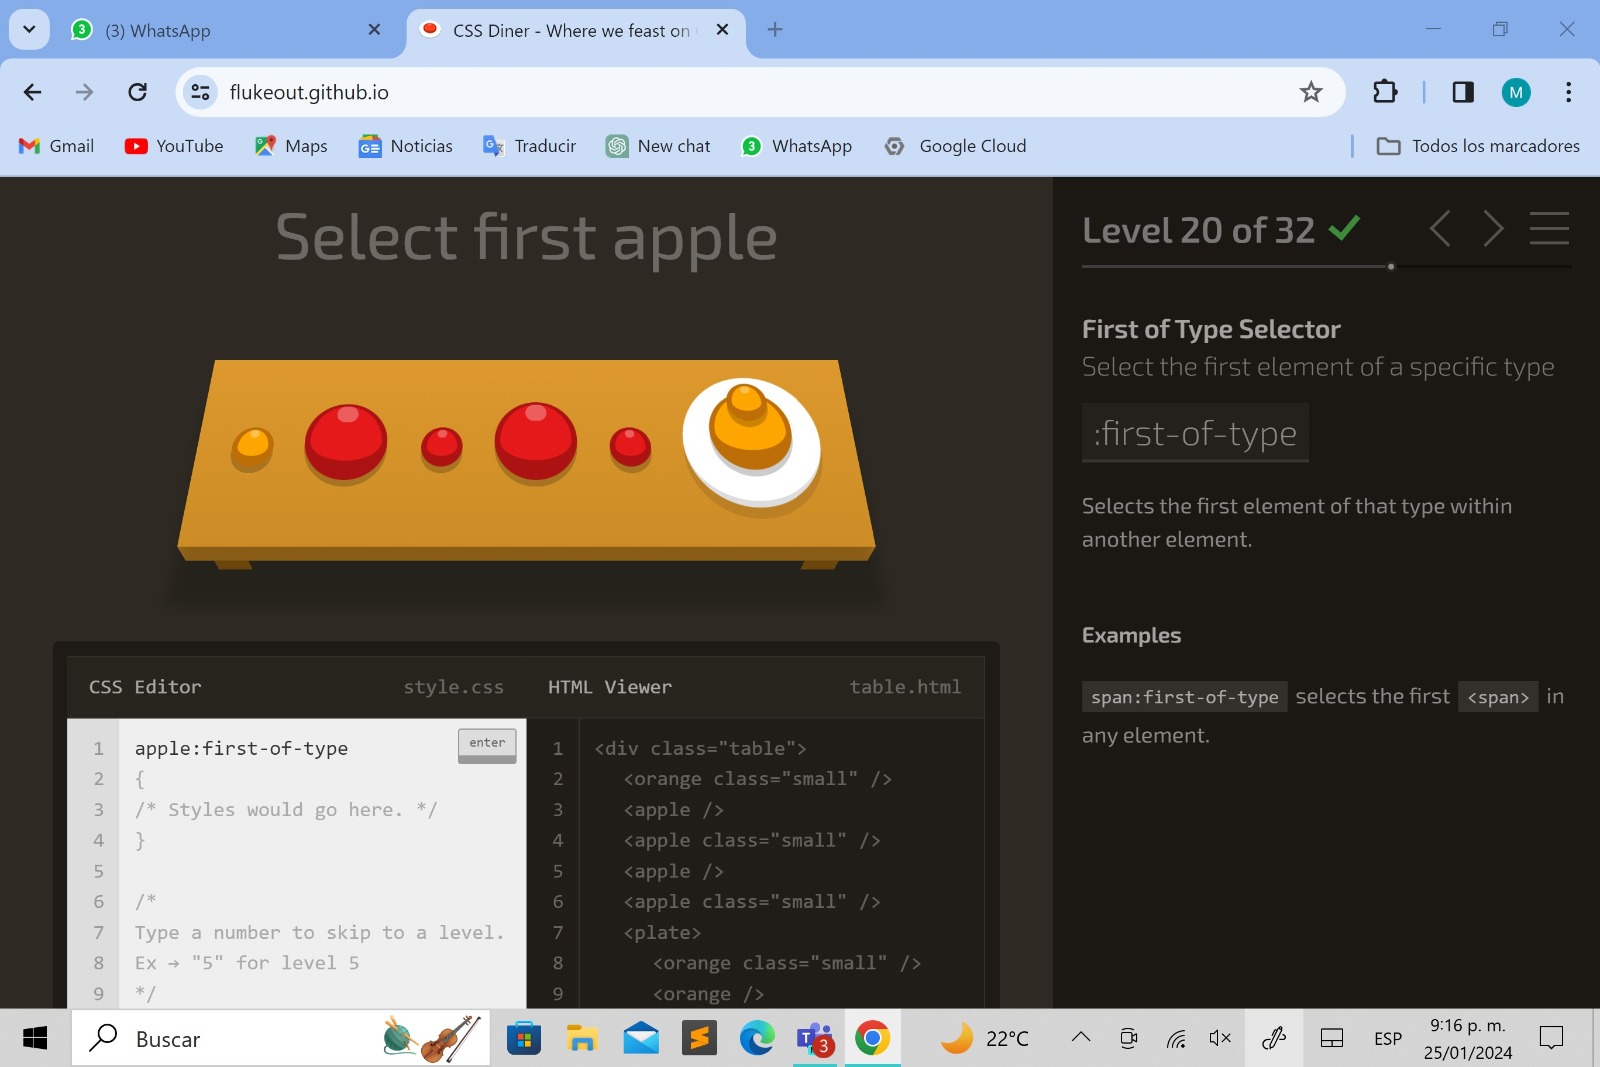 3 (3) WhatsApp
CSS Diner - Where we feast on
flukeout.github.io
M
Gmail
YouTube
Maps
GE Noticias
Traducir
New chat
3 WhatsApp
Google Cloud
Todos los marcadores
Select first apple
CSS Editor style.css
1 apple:first-of-type
enter
2 {
3 /* Styles would go here. */
4 }
5
6 /*
7 Type a number to skip to a level.
8 Ex → "5" for level 5
9 */
HTML Viewer table.html
1 <div class="table">
2 <orange class="small" />
3 <apple />
4 <apple class="small" />
5 <apple />
6 <apple class="small" />
7 <plate>
8 <orange class="small" />
9 <orange />
Level 20 of 32
First of Type Selector
Select the first element of a specific type
:first-of-type
Selects the first element of that type within
another element.
Examples
span:first-of-type selects the first <span> in
any element.
Buscar
3
22°C
ESP
9:16 p. m.
25/01/2024